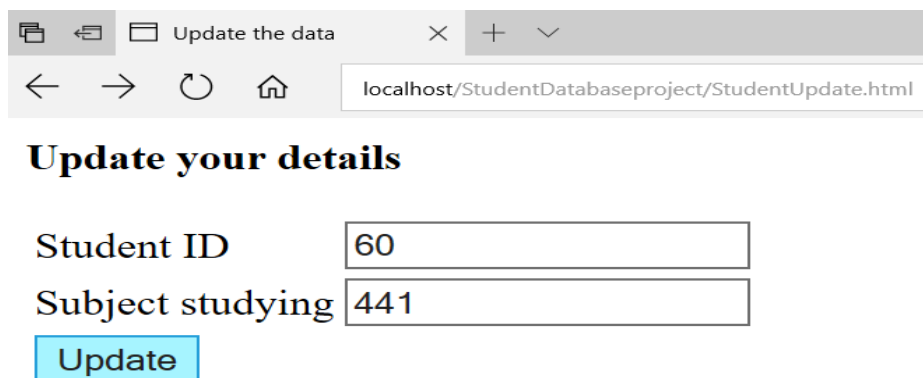 Update the data
localhost/StudentDatabaseproject/StudentUpdate.html
Update your details
Student ID 60
Subject studying 441
Update